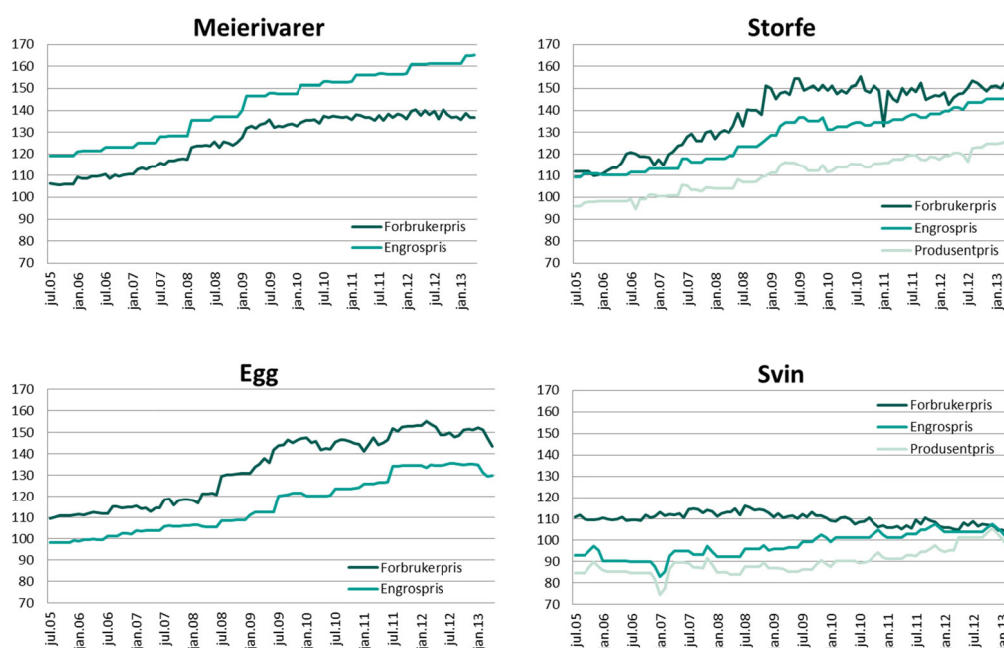 Meierivarer
170
160
150
140
130
120
110
100
90
80
70
Forbrukerpris
Engrospris
jul.05
jan.06
jul.06
jan.07
jul.07
jan.08
jul.08
jan.09
jul.09
jan.10
jul.10
jan.11
jul.11
jan.12
jul.12
jan.13
Storfe
170
160
150
140
130
120
110
100
90
80
70
Forbrukerpris
Engrospris
Produsentpris
jul.05
jan.06
jul.06
jan.07
jul.07
jan.08
jul.08
jan.09
jul.09
jan.10
jul.10
jan.11
jul.11
jan.12
jul.12
jan.13
Egg
170
160
150
140
130
120
110
100
90
80
70
Forbrukerpris
Engrospris
jul.05
jan.06
jul.06
jan.07
jul.07
jan.08
jul.08
jan.09
jul.09
jan.10
jul.10
jan.11
jul.11
jan.12
jul.12
jan.13
Svin
170
160
150
140
130
120
110
100
90
80
70
Forbrukerpris
Engrospris
Produsentpris
jul.05
jan.06
jul.06
jan.07
jul.07
jan.08
jul.08
jan.09
jul.09
jan.10
jul.10
jan.11
jul.11
jan.12
jul.12
jan.13